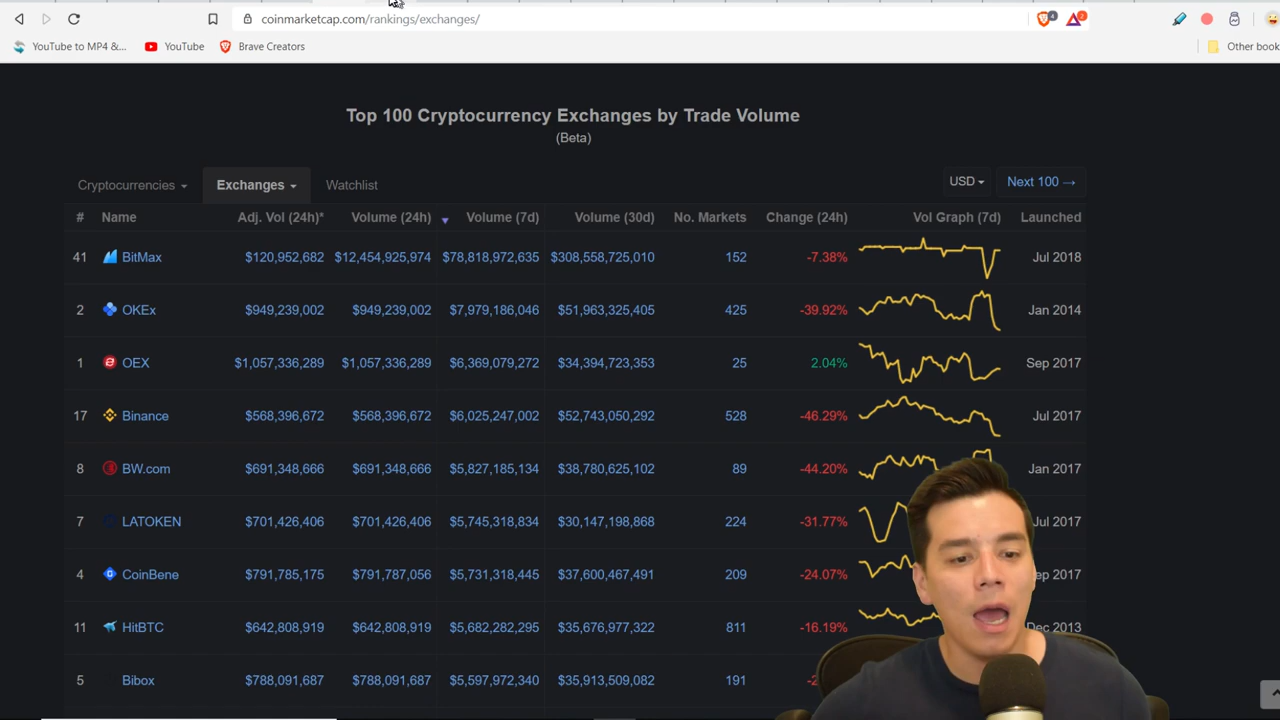 coinmarketcap.com/rankings/exchanges/
4
2
YouTube to MP4 &...
YouTube
Brave Creators
Other book
Top 100 Cryptocurrency Exchanges by Trade Volume
(Beta)
Cryptocurrencies
Exchanges
Watchlist
USD
Next 100 →
# Name Adj. Vol (24h)* Volume (24h) Volume (7d) Volume (30d) No. Markets Change (24h) Vol Graph (7d) Launched
41 BitMax $120,952,682 $12,454,925,974 $78,818,972,635 $308,558,725,010 152 -7.38% Jul 2018
2 OKEx $949,239,002 $949,239,002 $7,979,186,046 $51,963,325,405 425 -39.92% Jan 2014
1 OEX $1,057,336,289 $1,057,336,289 $6,369,079,272 $34,394,723,353 25 2.04% Sep 2017
17 Binance $568,396,672 $568,396,672 $6,025,247,002 $52,743,050,292 528 -46.29% Jul 2017
8 BW.com $691,348,666 $691,348,666 $5,827,185,134 $38,780,625,102 89 -44.20% Jan 2017
7 LATOKEN $701,426,406 $701,426,406 $5,745,318,834 $30,147,198,868 224 -31.77% Jul 2017
4 CoinBene $791,785,175 $791,787,056 $5,731,318,445 $37,600,467,491 209 -24.07% ep 2017
11 HitBTC $642,808,919 $642,808,919 $5,682,282,295 $35,676,977,322 811 -16.19% Dec 2013
5 Bibox $788,091,687 $788,091,687 $5,597,972,340 $35,913,509,082 191